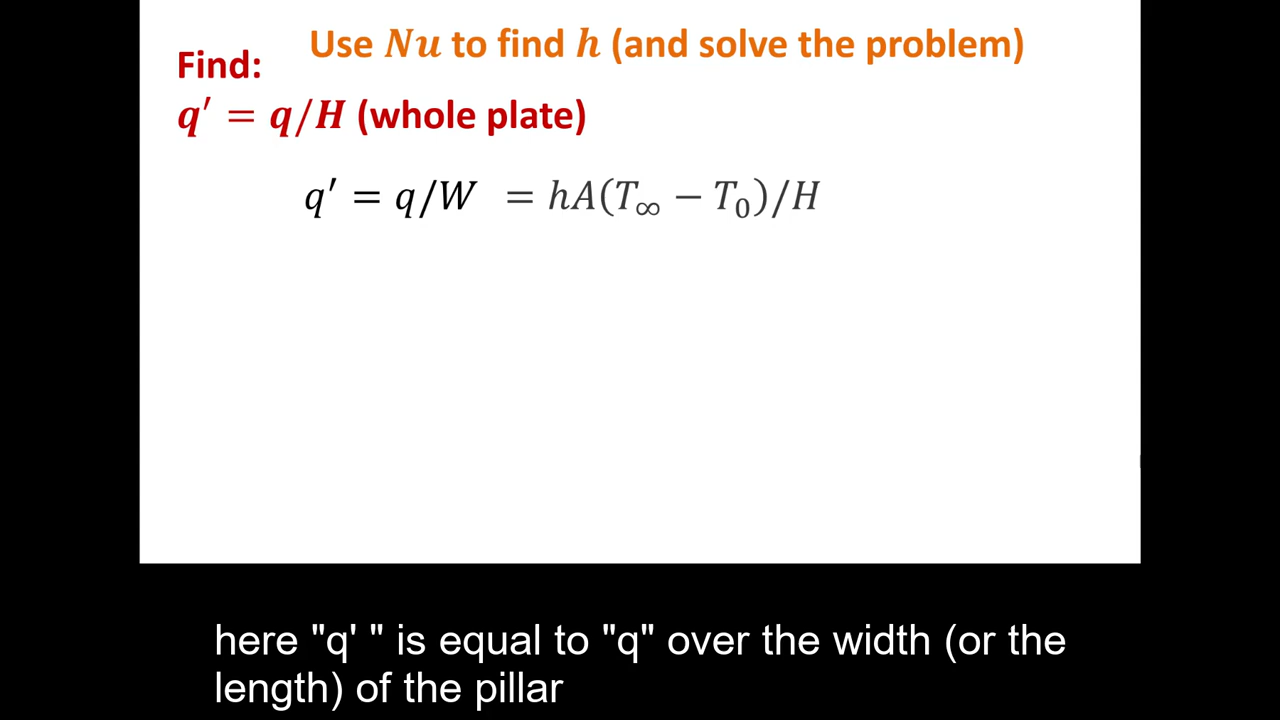 Use Nu to find h (and solve the problem)
Find:
q′ = q/H (whole plate)
q′ = q/W = hA(T∞ − T₀)/H
here "q' " is equal to "q" over the width (or the
length) of the pillar